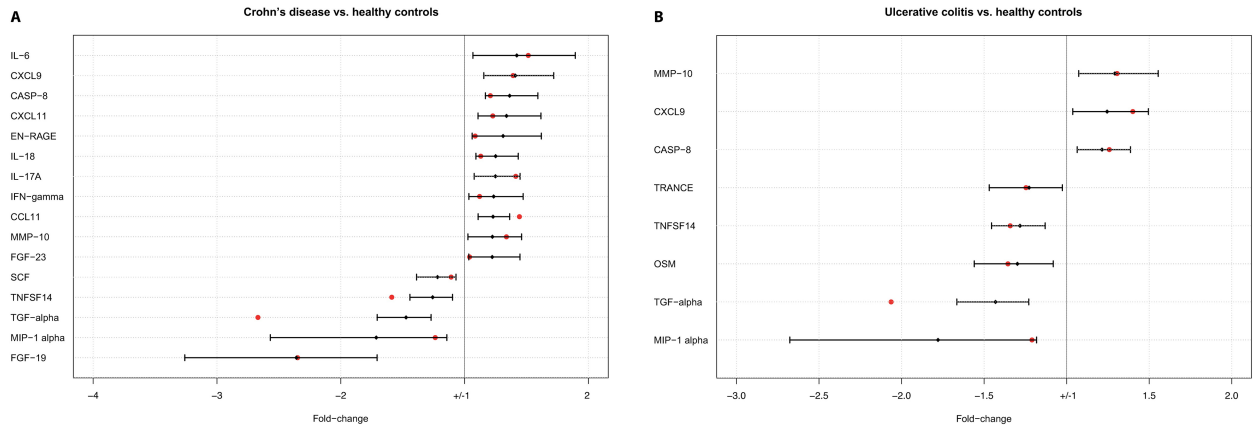 A
Crohn’s disease vs. healthy controls
IL−6
CXCL9
CASP−8
CXCL11
EN−RAGE
IL−18
IL−17A
IFN−gamma
CCL11
MMP−10
FGF−23
SCF
TNFSF14
TGF−alpha
MIP−1 alpha
FGF−19
−4 −3 −2 +/-1 2
Fold−change
B
Ulcerative colitis vs. healthy controls
MMP−10
CXCL9
CASP−8
TRANCE
TNFSF14
OSM
TGF−alpha
MIP−1 alpha
−3.0 −2.5 −2.0 −1.5 +/-1 1.5 2.0
Fold−change